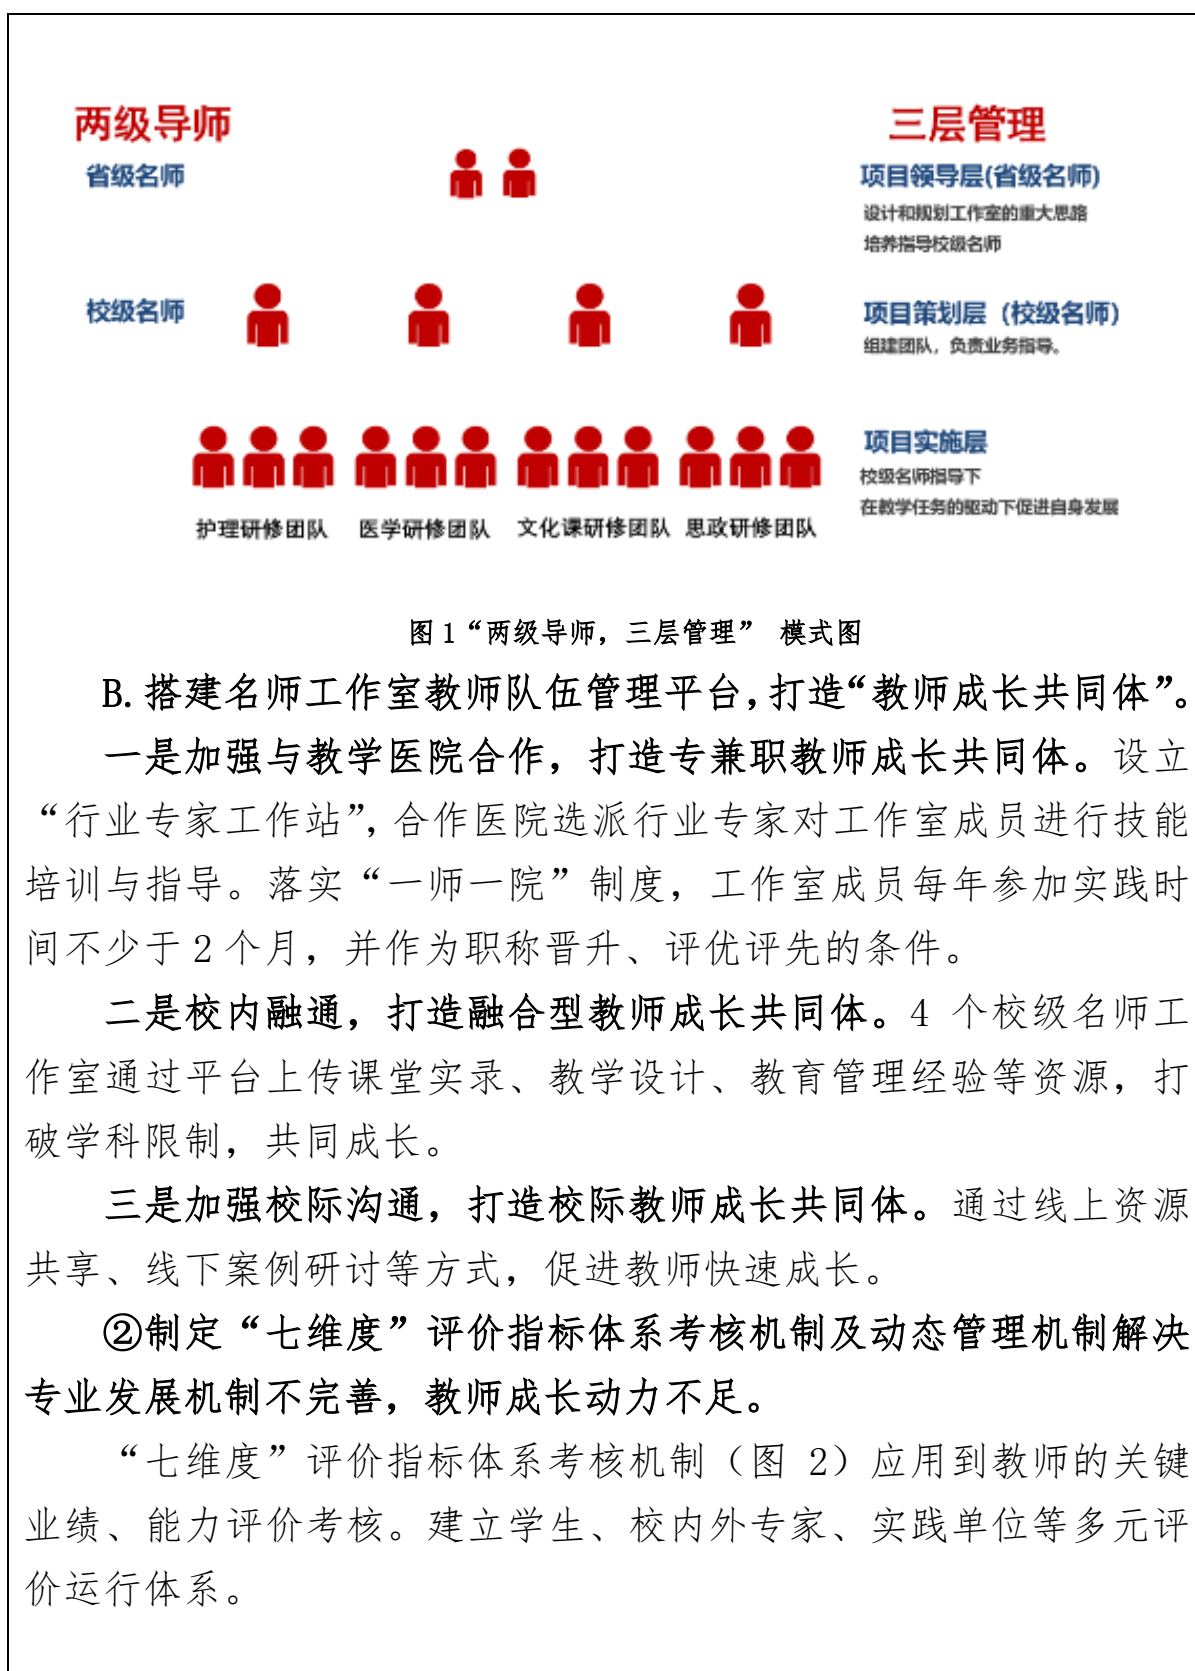 两级导师
三层管理
省级名师
项目领导层(省级名师)
设计和规划工作室的重大思路
培养指导校级名师
校级名师
项目策划层（校级名师）
组建团队，负责业务指导。
项目实施层
校级名师指导下
在教学任务的驱动下促进自身发展
护理研修团队 医学研修团队 文化课研修团队 思政研修团队
图1“两级导师，三层管理” 模式图
B.搭建名师工作室教师队伍管理平台，打造“教师成长共同体”。
一是加强与教学医院合作，打造专兼职教师成长共同体。设立
“行业专家工作站”，合作医院选派行业专家对工作室成员进行技能
培训与指导。落实“一师一院”制度，工作室成员每年参加实践时
间不少于2个月，并作为职称晋升、评优评先的条件。
二是校内融通，打造融合型教师成长共同体。4 个校级名师工
作室通过平台上传课堂实录、教学设计、教育管理经验等资源，打
破学科限制，共同成长。
三是加强校际沟通，打造校际教师成长共同体。通过线上资源
共享、线下案例研讨等方式，促进教师快速成长。
②制定“七维度”评价指标体系考核机制及动态管理机制解决
专业发展机制不完善，教师成长动力不足。
“七维度”评价指标体系考核机制（图 2）应用到教师的关键
业绩、能力评价考核。建立学生、校内外专家、实践单位等多元评
价运行体系。